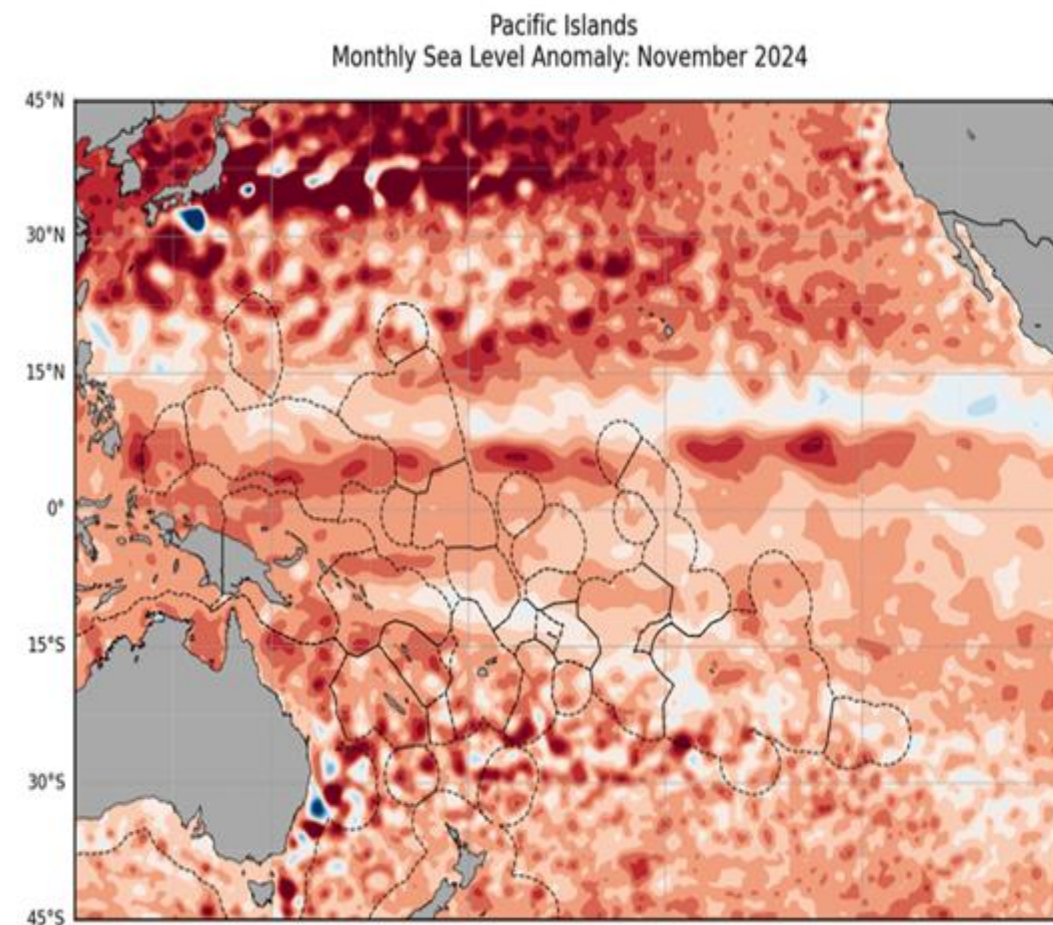 Pacific Islands
Monthly Sea Level Anomaly: November 2024
45°N
30°N
15°N
0°
15°S
30°S
45°S